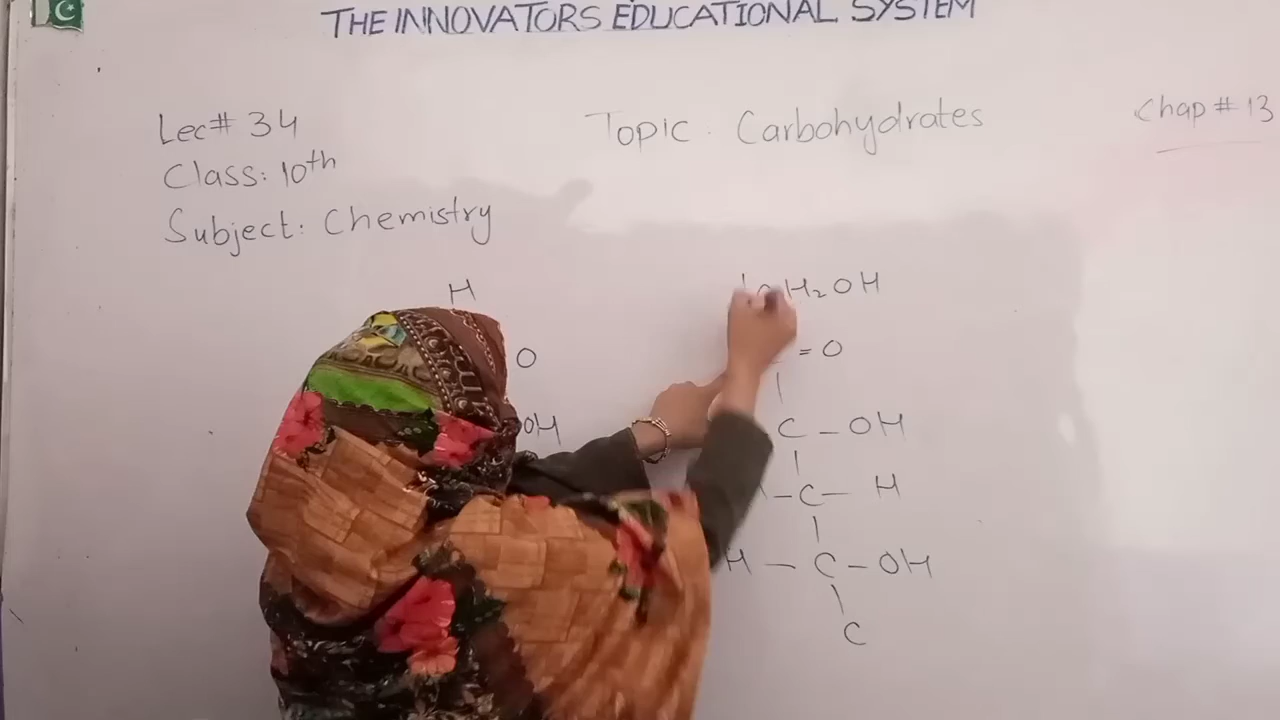 THE INNOVATORS EDUCATIONAL SYSTEM
Lec# 34
Topic: Carbohydrates
Chap # 13
Class: 10th
Subject: Chemistry
H
H₂OH
O
= O
OH
C – OH
– C – H
H – C – OH
C